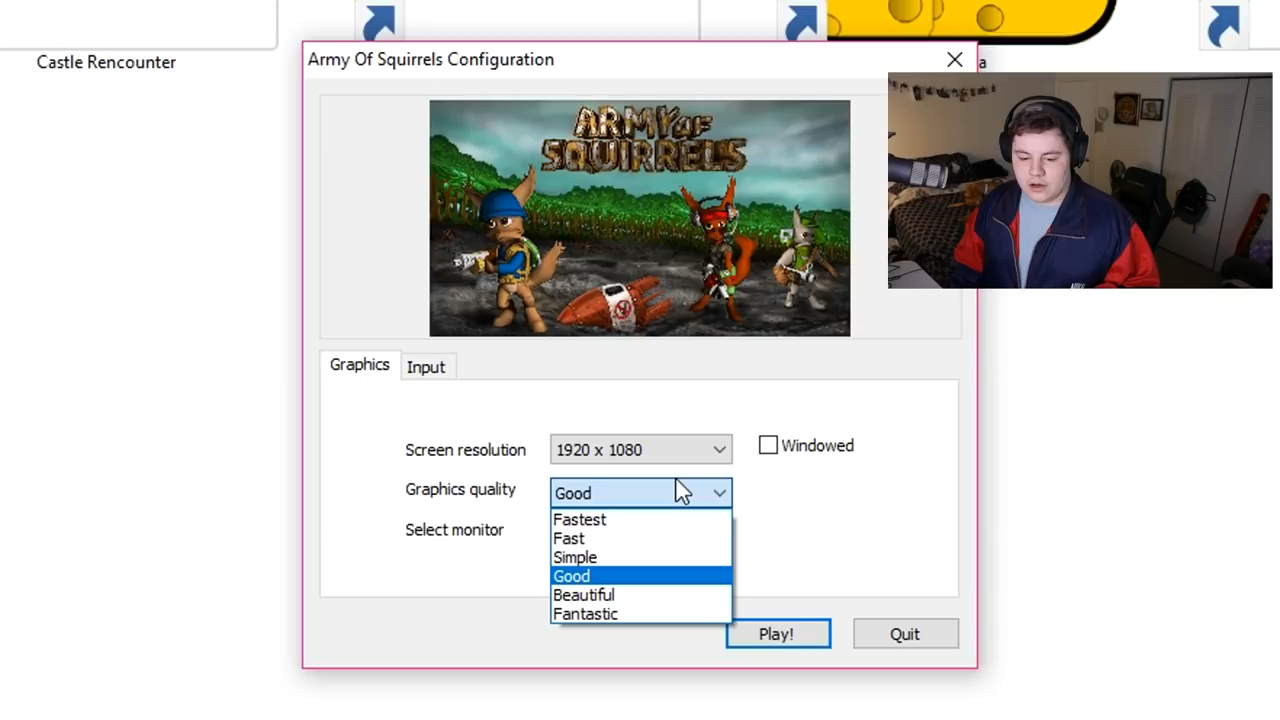 Castle Rencounter
a
Army Of Squirrels Configuration
ARMY OF
SQUIRRELS
Graphics
Input
Screen resolution
1920 x 1080
Windowed
Graphics quality
Good
Select monitor
Fastest
Fast
Simple
Good
Beautiful
Fantastic
Play!
Quit